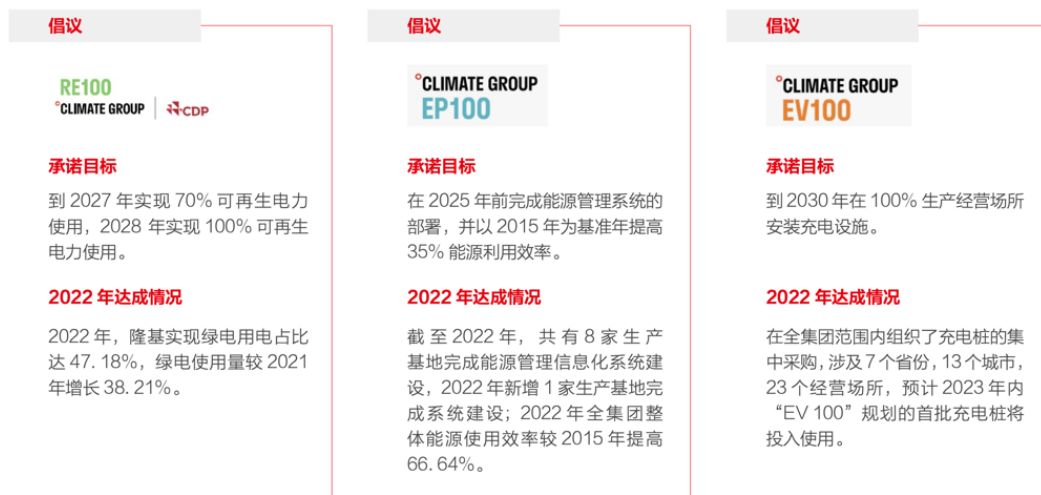 倡议
RE100
°CLIMATE GROUP
CDP
承诺目标
到 2027 年实现 70% 可再生电力
使用，2028 年实现 100% 可再生
电力使用。
2022 年达成情况
2022 年，隆基实现绿电用电占比
达 47.18%，绿电使用量较 2021
年增长 38.21%。
倡议
°CLIMATE GROUP
EP100
承诺目标
在 2025 年前完成能源管理系统的
部署，并以 2015 年为基准年提高
35% 能源利用效率。
2022 年达成情况
截至 2022 年，共有 8 家生产
基地完成能源管理信息化系统建
设，2022 年新增 1 家生产基地完
成系统建设；2022 年全集团整
体能源使用效率较 2015 年提高
66.64%。
倡议
°CLIMATE GROUP
EV100
承诺目标
到 2030 年在 100% 生产经营场所
安装充电设施。
2022 年达成情况
在全集团范围内组织了充电桩的集
中采购，涉及 7 个省份，13 个城市，
23 个经营场所，预计 2023 年内
“EV 100”规划的首批充电桩将
投入使用。